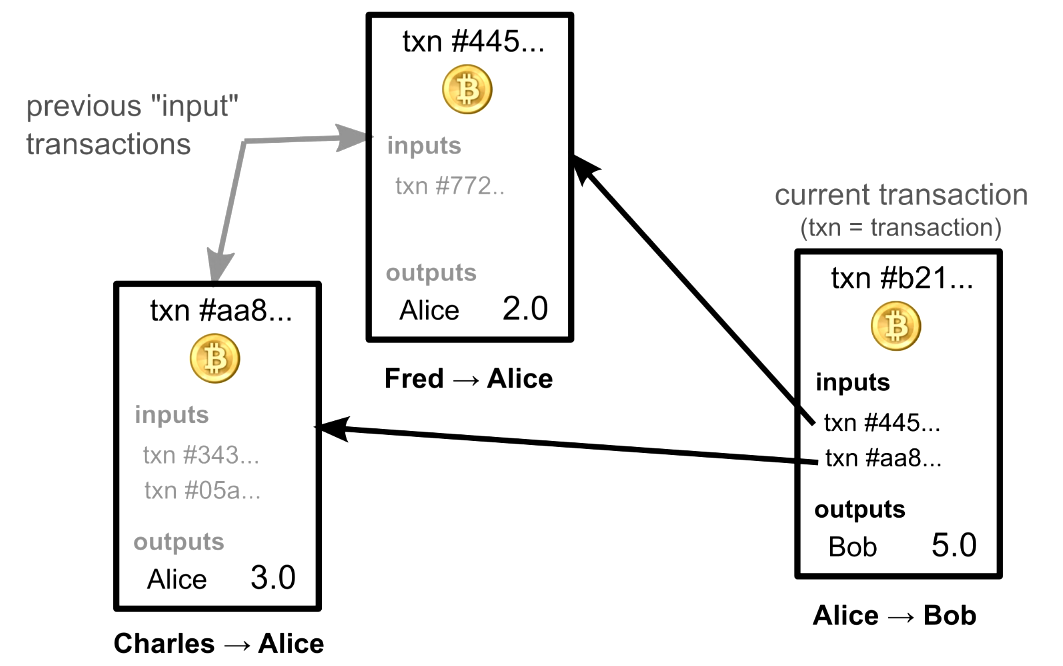 txn #445...
previous "input"
transactions
inputs
txn #772..
outputs
Alice 2.0
Fred → Alice
current transaction
(txn = transaction)
txn #b21...
inputs
txn #445...
txn #aa8...
outputs
Bob 5.0
Alice → Bob
txn #aa8...
inputs
txn #343...
txn #05a...
outputs
Alice 3.0
Charles → Alice